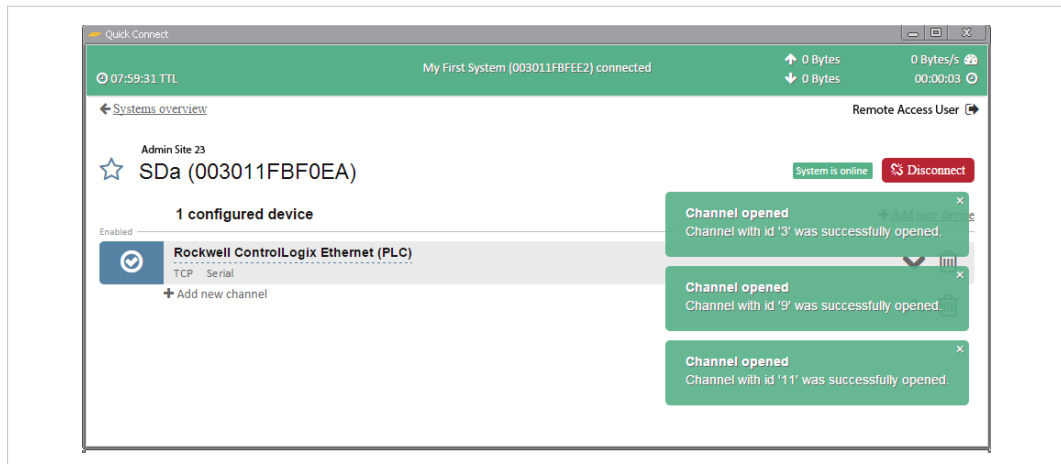 Quick Connect
07:59:31 TTL
My First System (003011FBFEE2) connected
0 Bytes
0 Bytes/s
0 Bytes
00:00:03
Systems overview
Remote Access User
Admin Site 23
SDa (003011FBF0EA)
System is online
Disconnect
1 configured device
+ Add new device
Enabled
Rockwell ControlLogix Ethernet (PLC)
TCP Serial
+ Add new channel
Channel opened
Channel with id '3' was successfully opened.
Channel opened
Channel with id '9' was successfully opened.
Channel opened
Channel with id '11' was successfully opened.